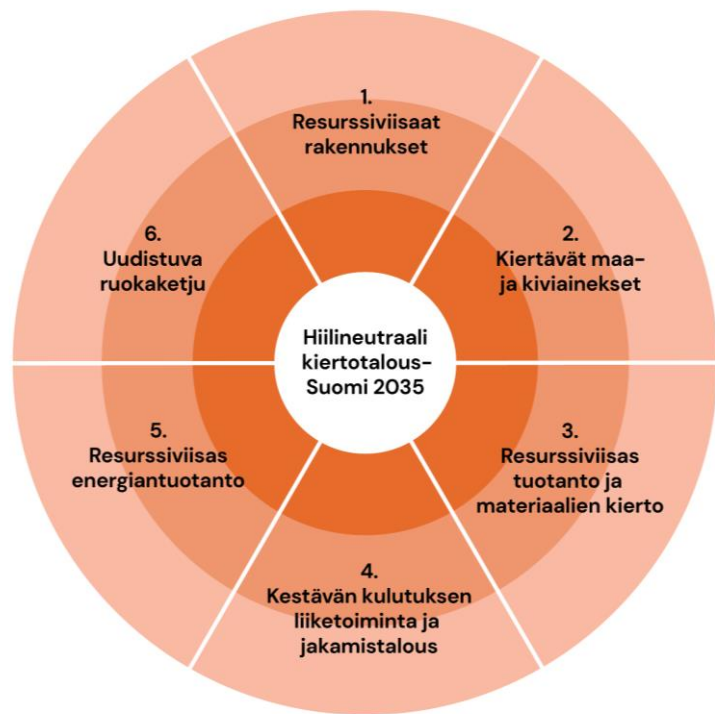 1.
Resurssiviisaat
rakennukset
2.
Kiertävät maa-
ja kiviainekset
3.
Resurssiviisas
tuotanto ja
materiaalien kierto
4.
Kestävän kulutuksen
liiketoiminta ja
jakamistalous
5.
Resurssiviisas
energiantuotanto
6.
Uudistuva
ruokaketju
Hiilineutraali
kiertotalous-
Suomi 2035